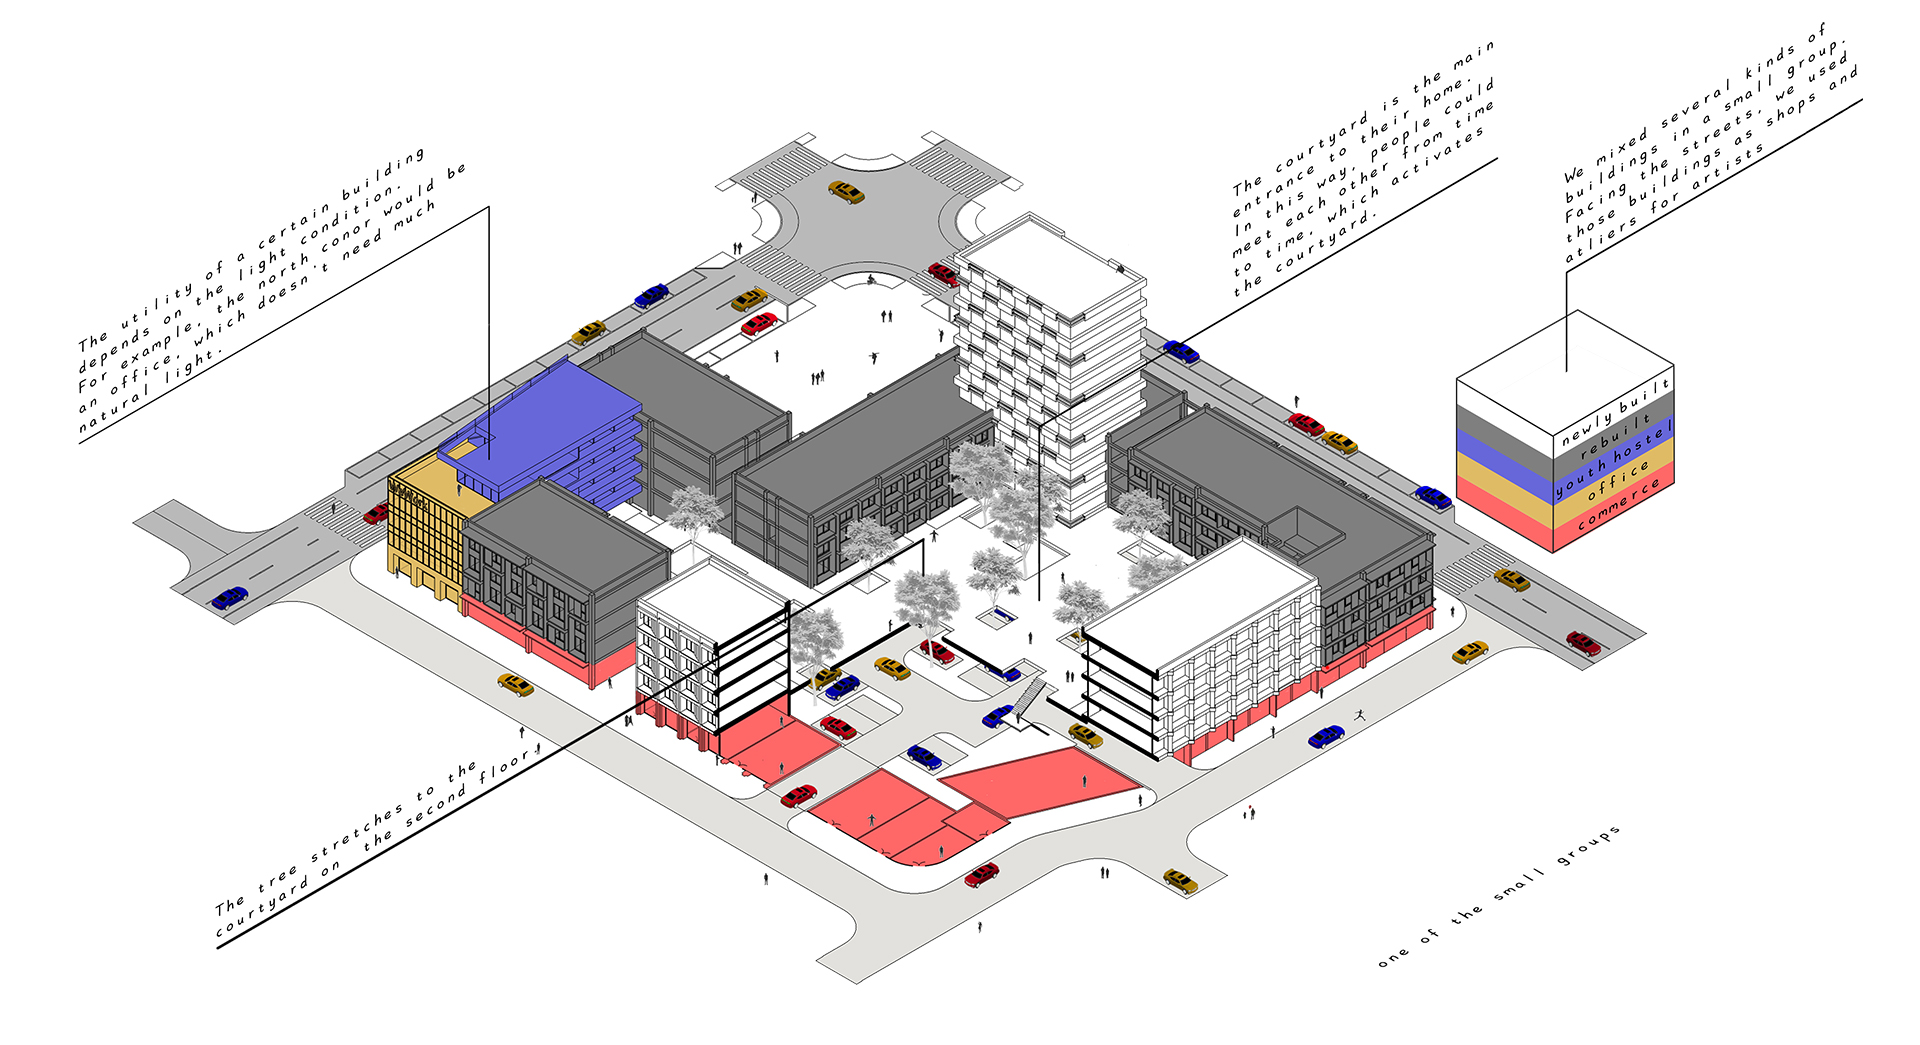 The utility of a certain building
depends on the light condition.
For example, the north conor would be
an office, which doesn't need much
natural light.
The courtyard is the main
entrance to their home.
In this way, people could
meet each other from time
to time, which activates
the courtyard.
We mixed several kinds of
buildings in a small group.
Facing the streets, we used
those buildings as shops and
atliers for artists
newly built
rebuilt
youth hostel
office
commerce
The tree stretches to the
courtyard on the second floor
one of the small groups